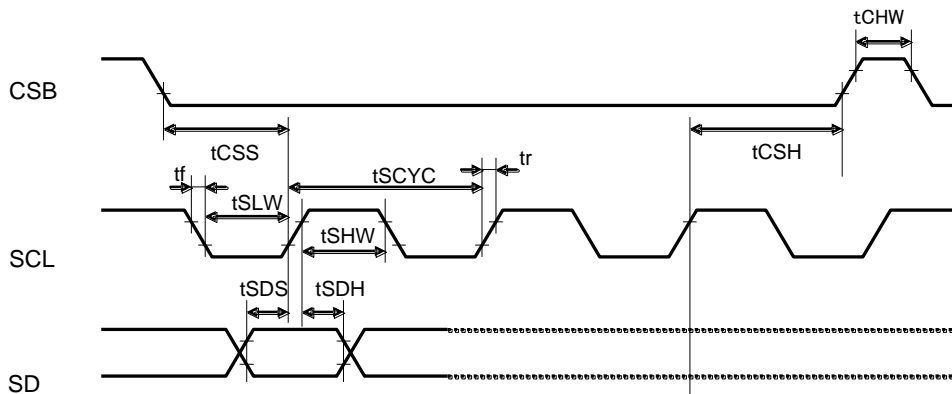 tCHW
CSB
tCSS
tCSH
tf
tSCYC
tr
tSLW
tSHW
SCL
tSDS
tSDH
SD